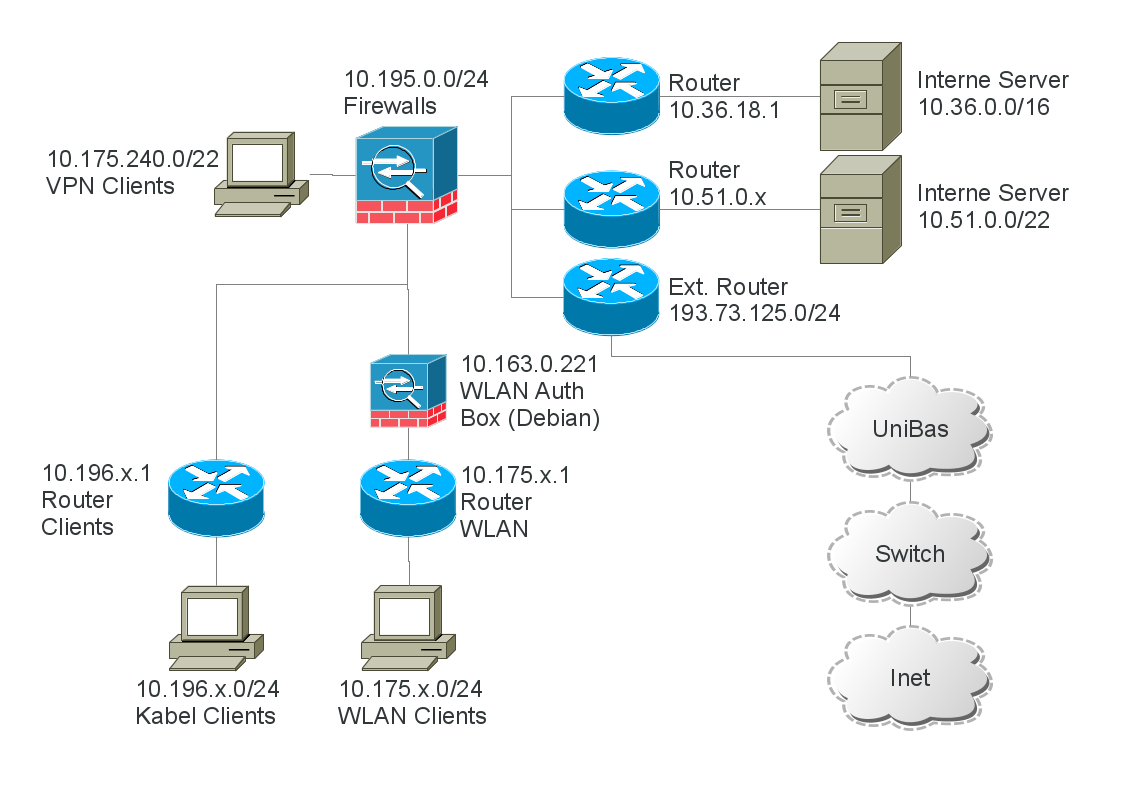 10.195.0.0/24
Firewalls
Router
10.36.18.1
Interne Server
10.36.0.0/16
10.175.240.0/22
VPN Clients
Router
10.51.0.x
Interne Server
10.51.0.0/22
Ext. Router
193.73.125.0/24
10.163.0.221
WLAN Auth
Box (Debian)
UniBas
10.196.x.1
Router
Clients
10.175.x.1
Router
WLAN
Switch
Inet
10.196.x.0/24
Kabel Clients
10.175.x.0/24
WLAN Clients